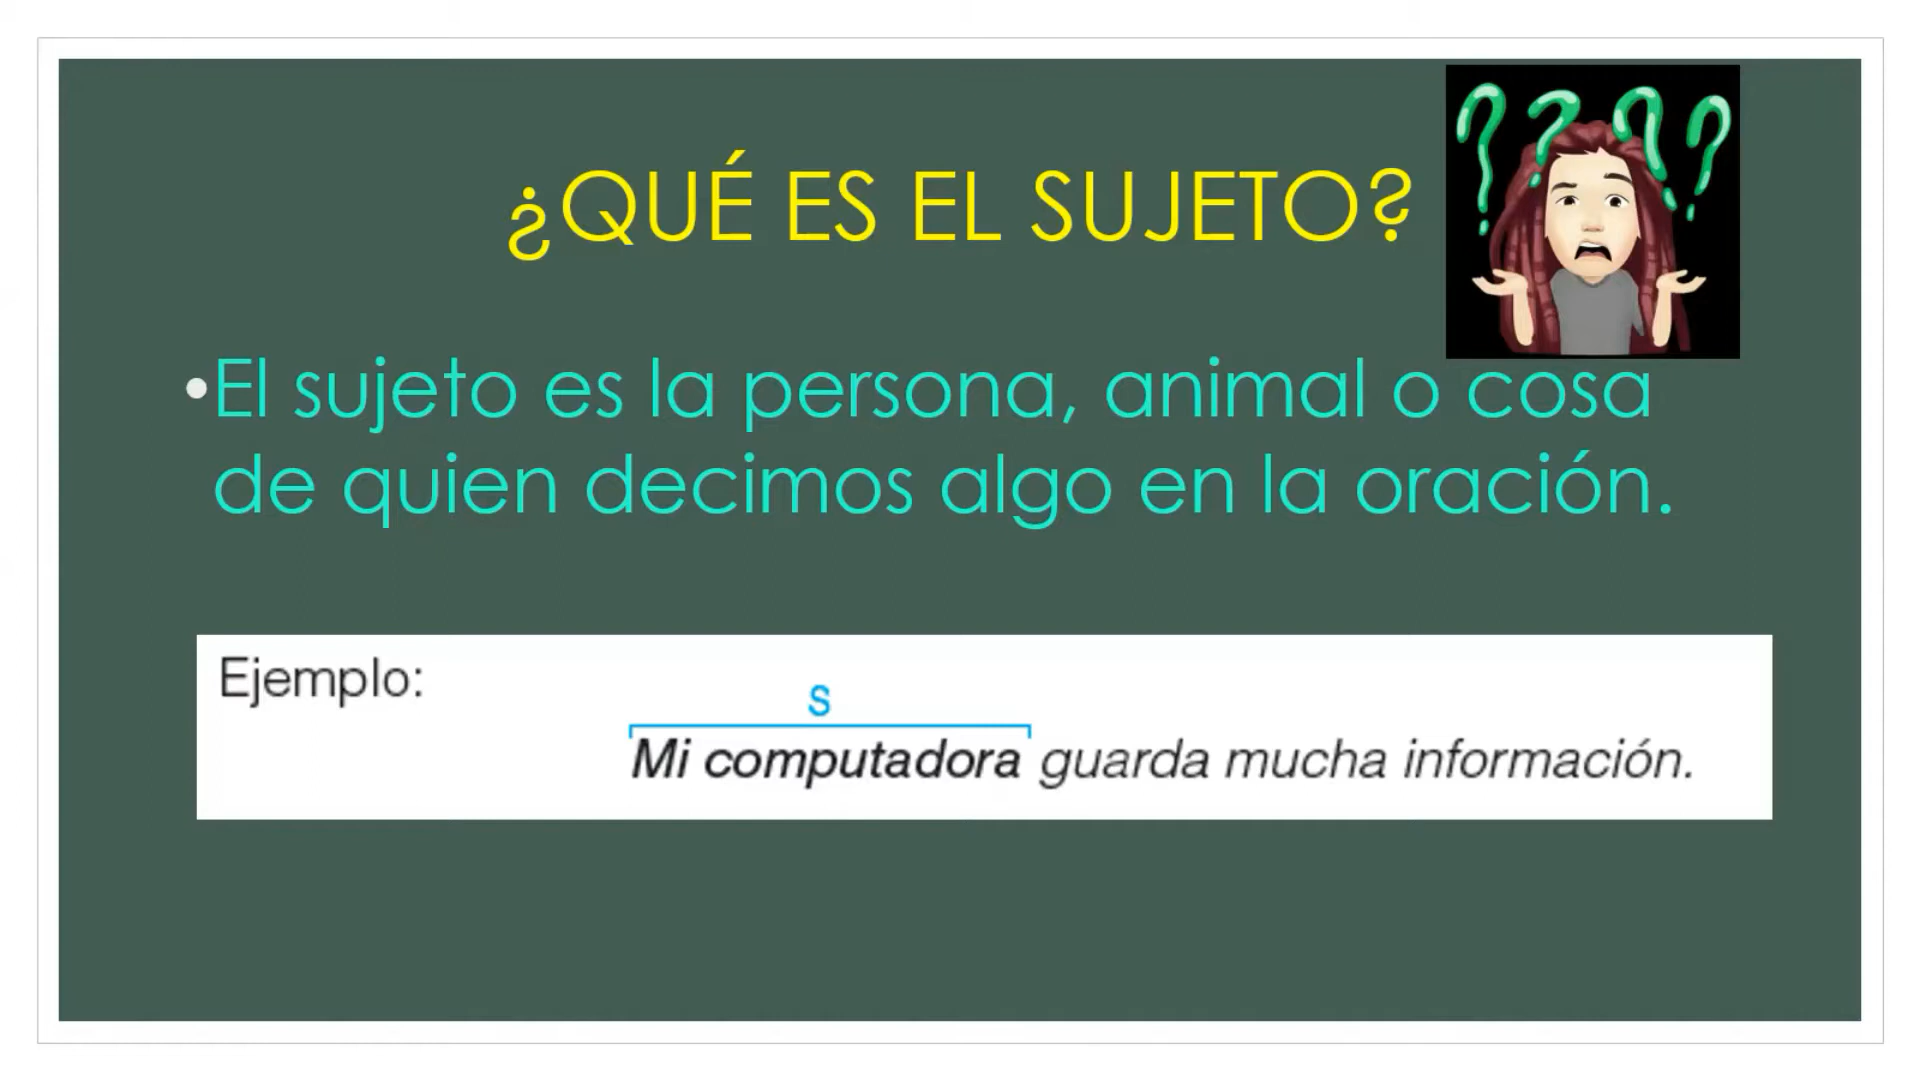 ¿QUÉ ES EL SUJETO?
•El sujeto es la persona, animal o cosa
de quien decimos algo en la oración.
Ejemplo:
S
Mi computadora guarda mucha información.